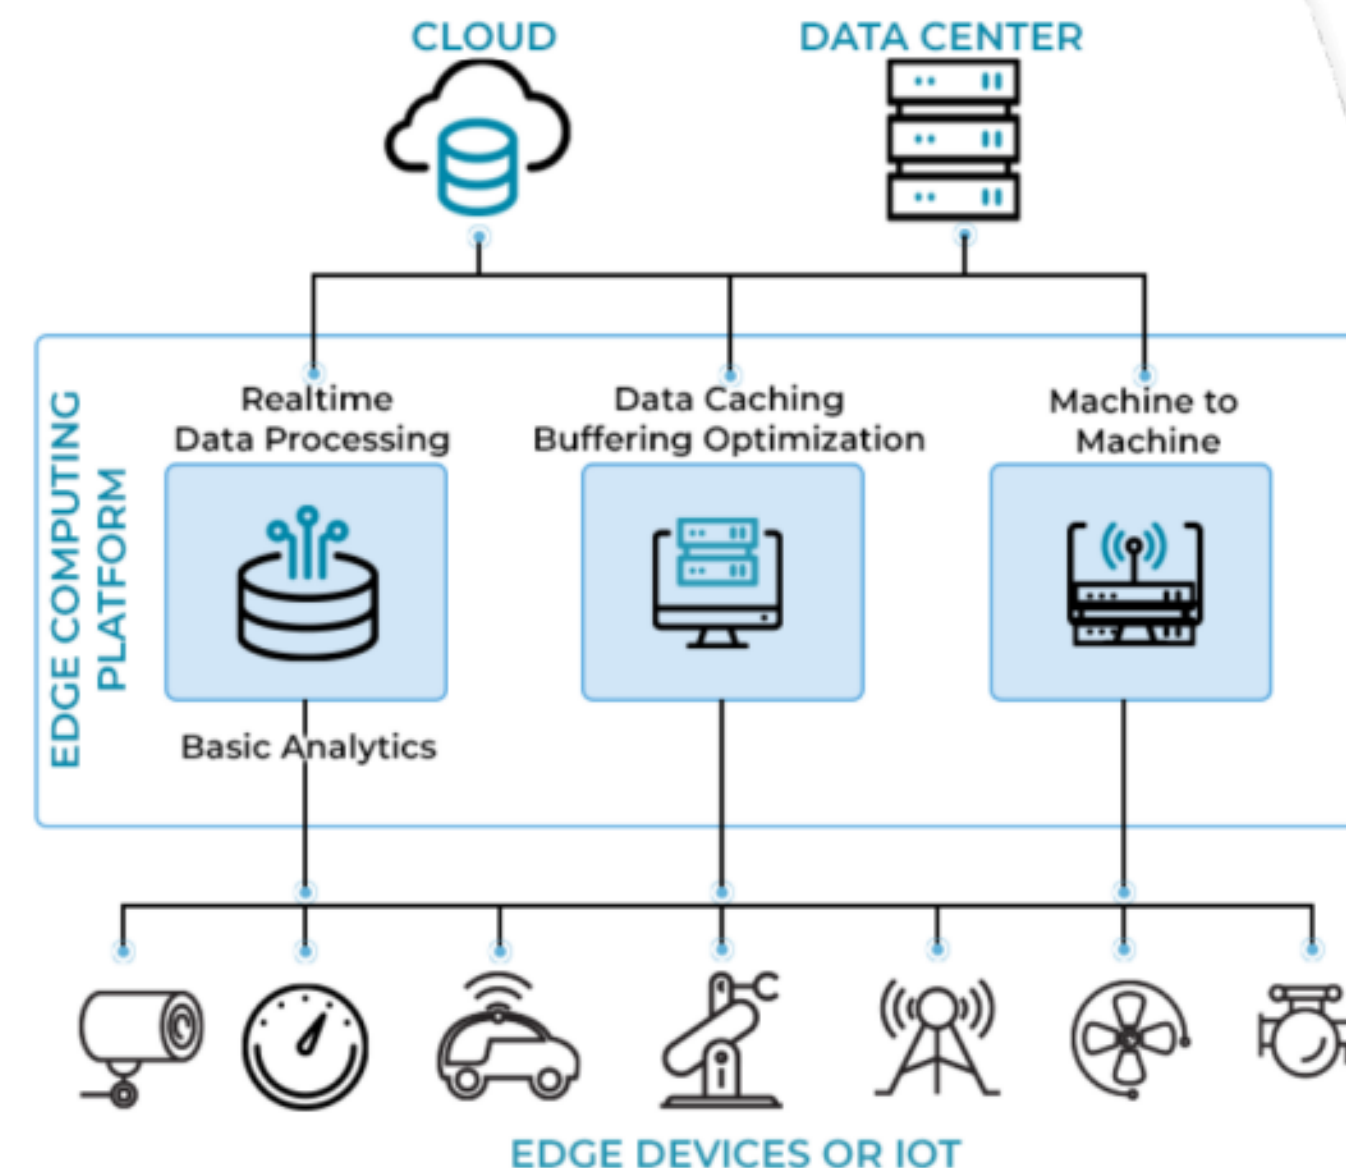 CLOUD
DATA CENTER
EDGE COMPUTING
PLATFORM
Realtime
Data Processing
Data Caching
Buffering Optimization
Machine to
Machine
Basic Analytics
EDGE DEVICES OR IOT